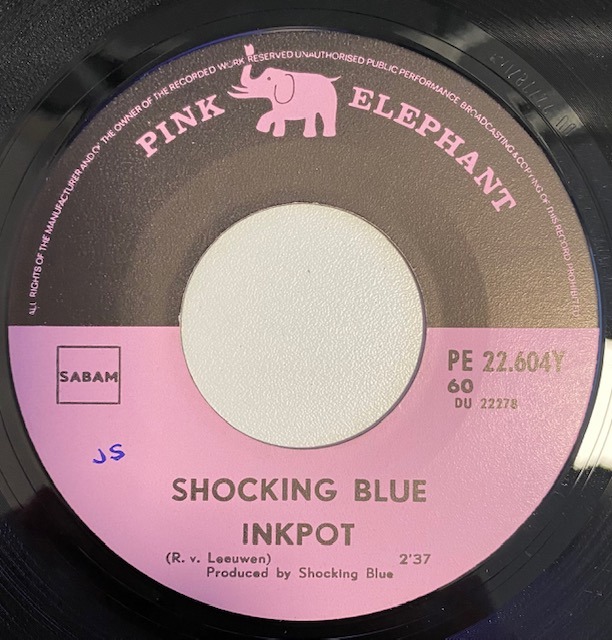 ALL RIGHTS OF THE MANUFACTURER AND OF THE OWNER OF THE RECORDED WORK RESERVED UNAUTHORISED PUBLIC PERFORMANCE, BROADCASTING & COPYING OF THIS RECORD PROHIBITED
PINK ELEPHANT
SABAM
PE 22.604Y
60
DU 22278
JS
SHOCKING BLUE
INKPOT
(R. v. Leeuwen) 2'37
Produced by Shocking Blue